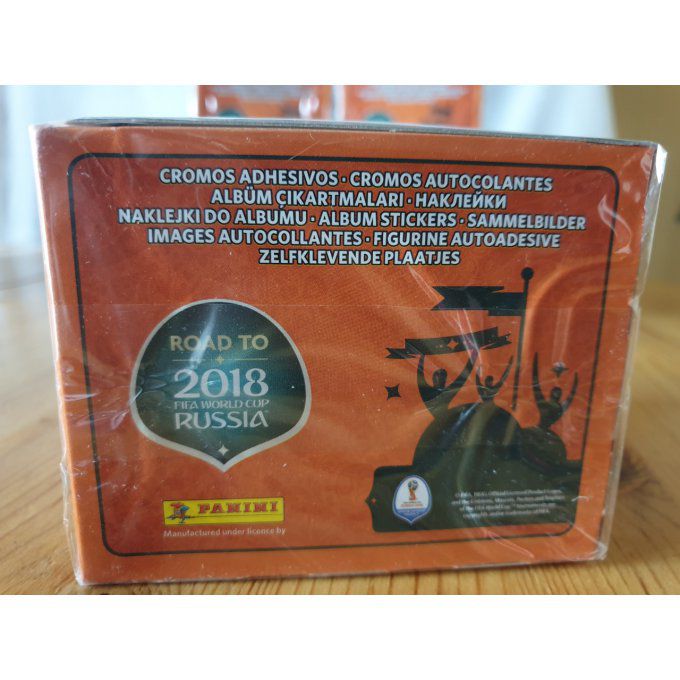 CROMOS ADHESIVOS · CROMOS AUTOCOLANTES
ALBÜM ÇIKARTMALARI · НАКЛЕЙКИ
NAKLEJKI DO ALBUMU · ALBUM STICKERS · SAMMELBILDER
IMAGES AUTOCOLLANTES · FIGURINE AUTOADESIVE
ZELFKLEVENDE PLAATJES
ROAD TO
2018
FIFA WORLD CUP
RUSSIA
PANINI
Manufactured under licence by